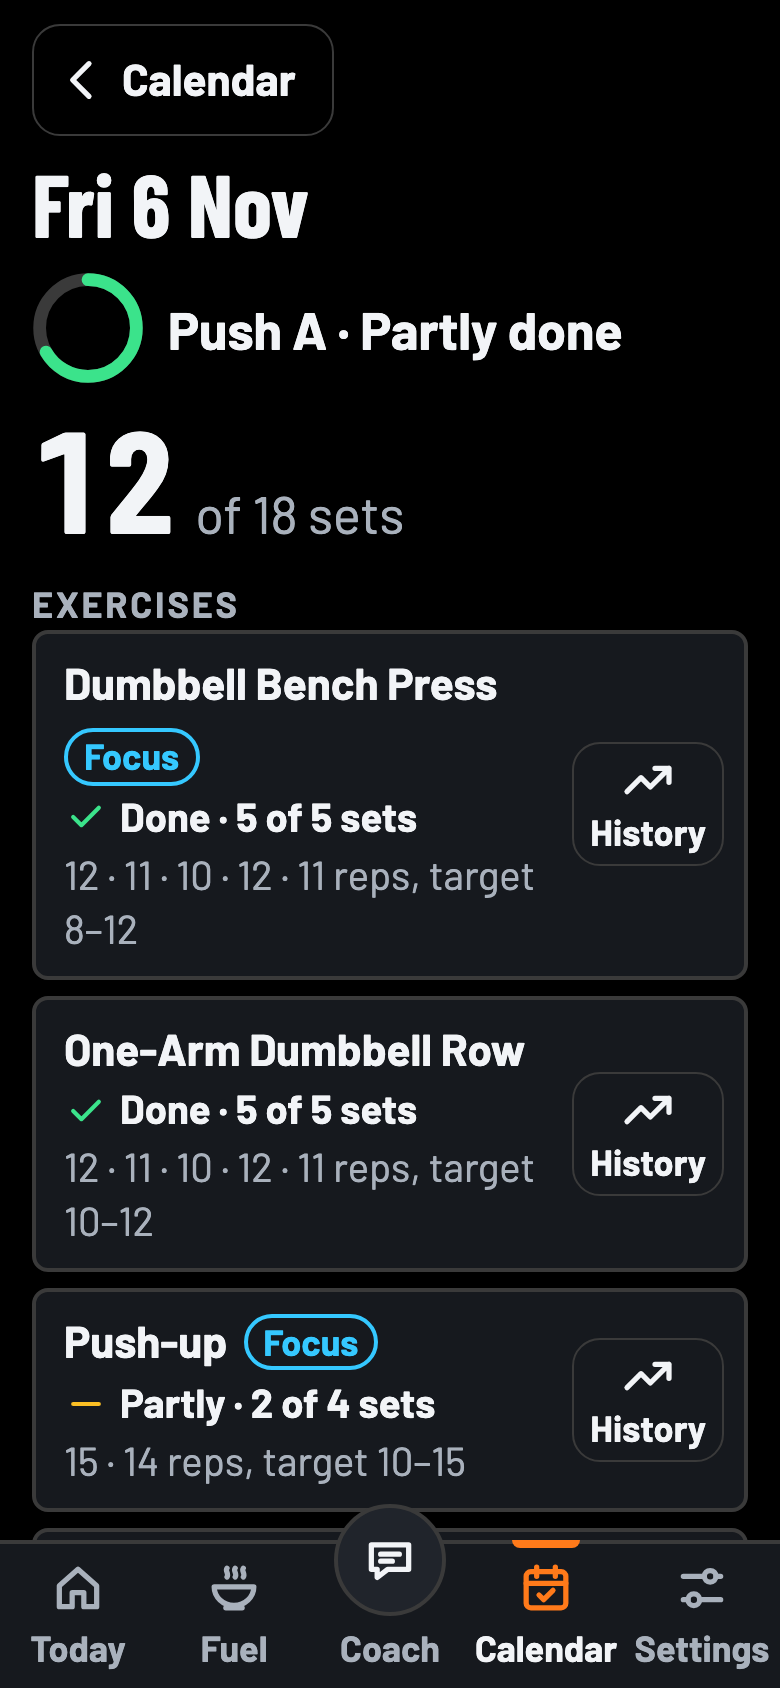 Calendar
Fri 6 Nov
Push A · Partly done
12 of 18 sets
EXERCISES
Dumbbell Bench Press
Focus
Done · 5 of 5 sets
12 · 11 · 10 · 12 · 11 reps, target
8–12
History
One-Arm Dumbbell Row
Done · 5 of 5 sets
12 · 11 · 10 · 12 · 11 reps, target
10–12
History
Push-up Focus
Partly · 2 of 4 sets
15 · 14 reps, target 10–15
History
Today
Fuel
Coach
Calendar
Settings